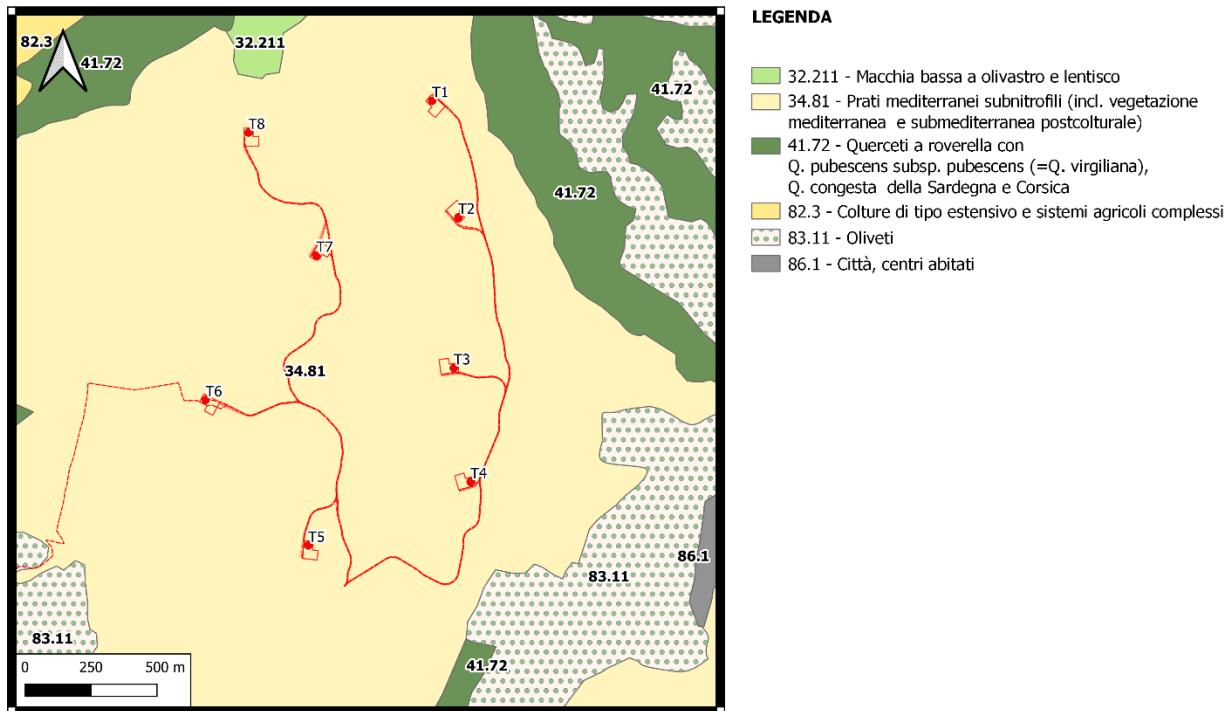 LEGENDA
32.211 - Macchia bassa a olivastro e lentisco
34.81 - Prati mediterranei subnitrofili (incl. vegetazione
mediterranea e submediterranea postcolturale)
41.72 - Querceti a roverella con
Q. pubescens subsp. pubescens (=Q. virgiliana),
Q. congesta della Sardegna e Corsica
82.3 - Colture di tipo estensivo e sistemi agricoli complessi
83.11 - Oliveti
86.1 - Città, centri abitati
82.3
32.211
41.72
41.72
T1
T8
41.72
T2
T7
T3
34.81
T6
T4
T5
86.1
83.11
83.11
41.72
0 250 500 m